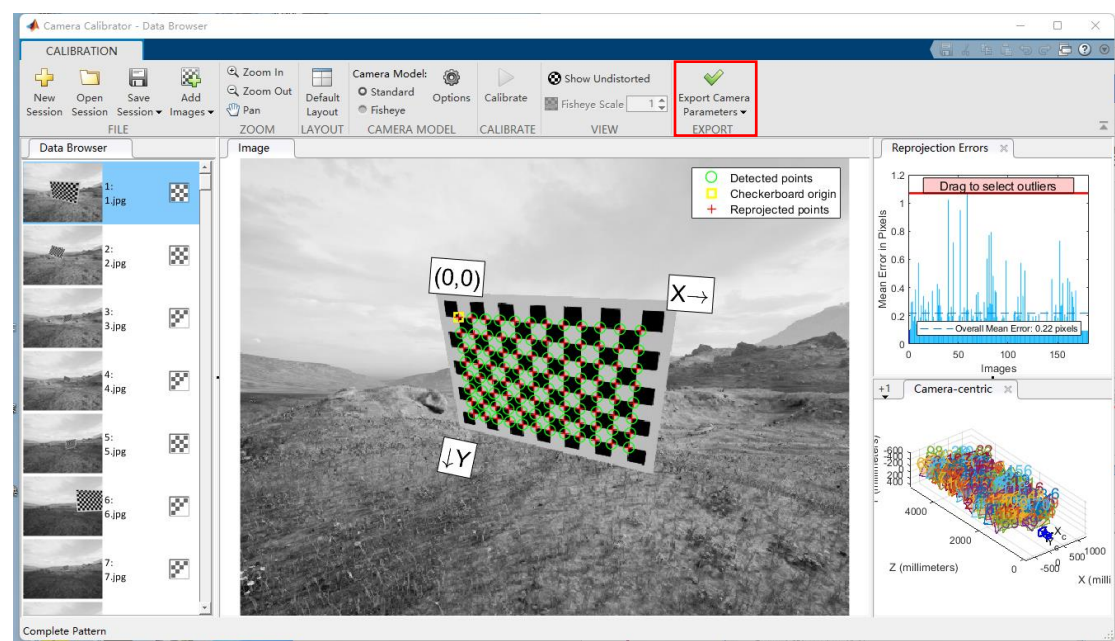 Camera Calibrator - Data Browser
CALIBRATION
New Session
Open Session
Save Session
Add Images
FILE
Zoom In
Zoom Out
Pan
ZOOM
Default Layout
LAYOUT
Camera Model:
Standard
Fisheye
Options
CAMERA MODEL
Calibrate
CALIBRATE
Show Undistorted
Fisheye Scale 1
VIEW
Export Camera Parameters
EXPORT
Data Browser
1:
1.jpg
2:
2.jpg
3:
3.jpg
4:
4.jpg
5:
5.jpg
6:
6.jpg
7:
7.jpg
Image
Detected points
Checkerboard origin
Reprojected points
(0,0)
X→
↓Y
Reprojection Errors
Drag to select outliers
1.2
1
0.8
0.6
0.4
0.2
0
Mean Error in Pixels
Overall Mean Error: 0.22 pixels
0 50 100 150
Images
+1
Camera-centric
4000
2000
0
Z (millimeters)
-500
0
500
1000
X (milli
Xc
Complete Pattern